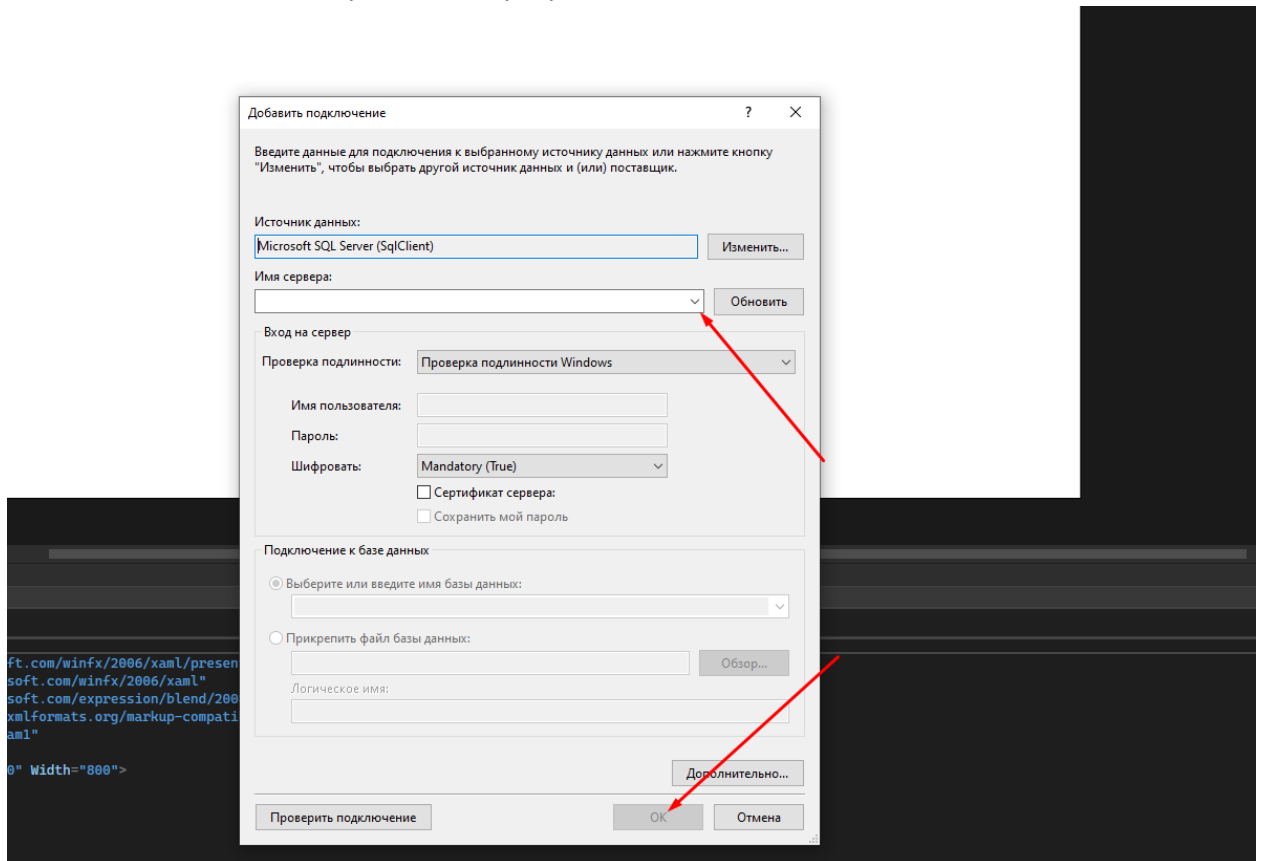 Добавить подключение
Введите данные для подключения к выбранному источнику данных или нажмите кнопку
"Изменить", чтобы выбрать другой источник данных и (или) поставщик.
Источник данных:
Microsoft SQL Server (SqlClient)
Изменить...
Имя сервера:
Обновить
Вход на сервер
Проверка подлинности:
Проверка подлинности Windows
Имя пользователя:
Пароль:
Шифровать:
Mandatory (True)
Сертификат сервера:
Сохранить мой пароль
Подключение к базе данных
Выберите или введите имя базы данных:
Прикрепить файл базы данных:
Обзор...
Логическое имя:
ft.com/winfx/2006/xaml/presen
soft.com/winfx/2006/xaml"
soft.com/expression/blend/200
xmlformats.org/markup-compati
am1"
0" Width="800">
Дополнительно...
Проверить подключение
ОК
Отмена